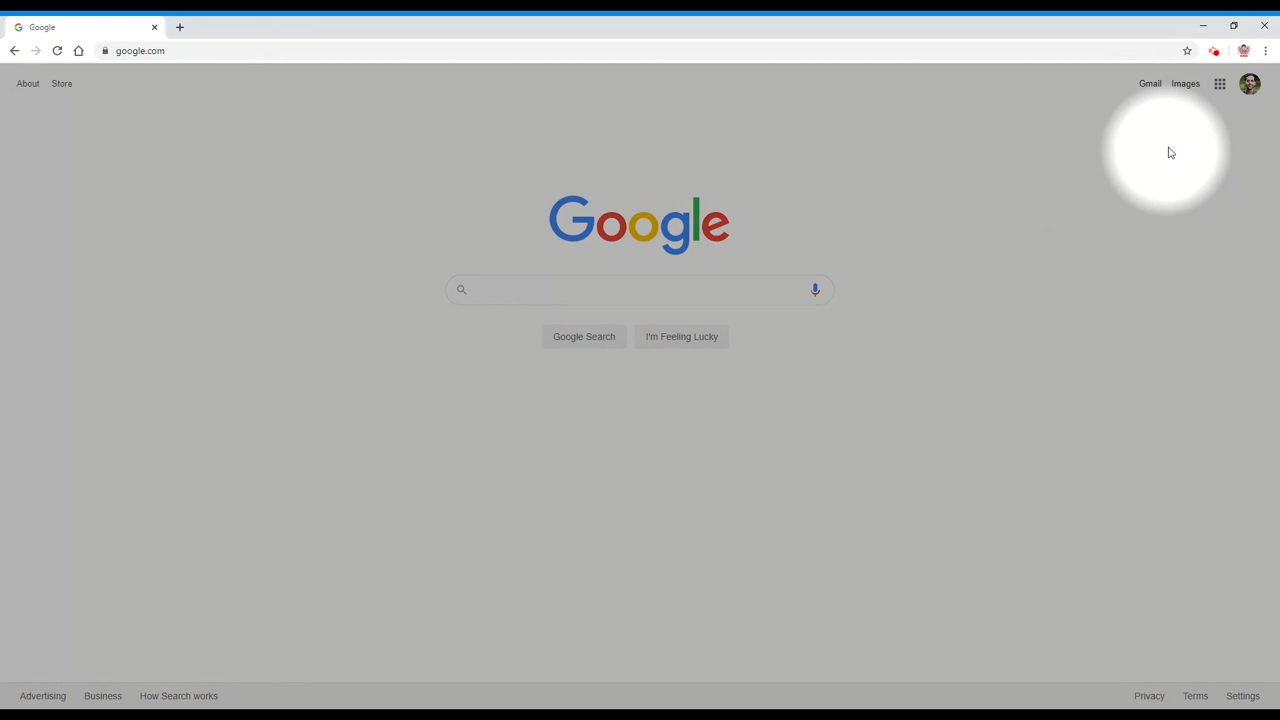 Google
google.com
About Store
Gmail Images
Google
Google Search I'm Feeling Lucky
Advertising Business How Search works
Privacy Terms Settings